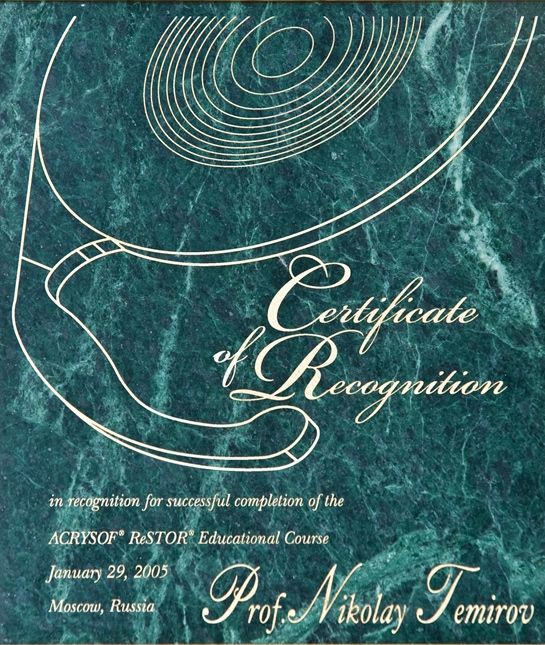 Certificate
of Recognition
in recognition for successful completion of the
ACRYSOF® ReSTOR® Educational Course
January 29, 2005
Moscow, Russia
Prof. Nikolay Temirov